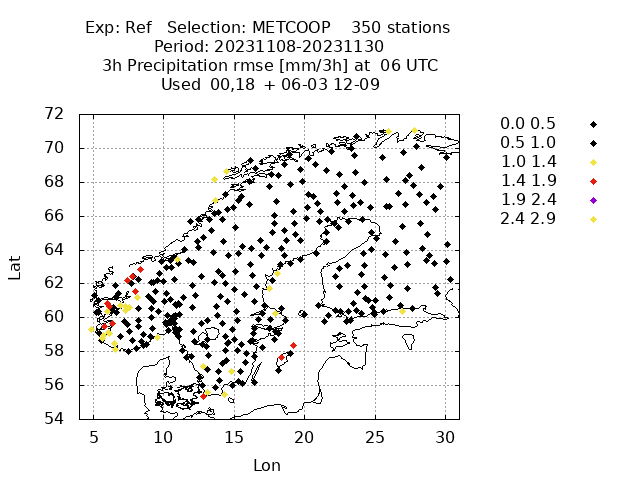 Exp: Ref   Selection: METCOOP    350 stations
Period: 20231108-20231130
3h Precipitation rmse [mm/3h] at  06 UTC
Used  00,18  + 06-03 12-09
72
70
68
66
64
62
60
58
56
54
Lat
5 10 15 20 25 30
Lon
0.0 0.5
0.5 1.0
1.0 1.4
1.4 1.9
1.9 2.4
2.4 2.9